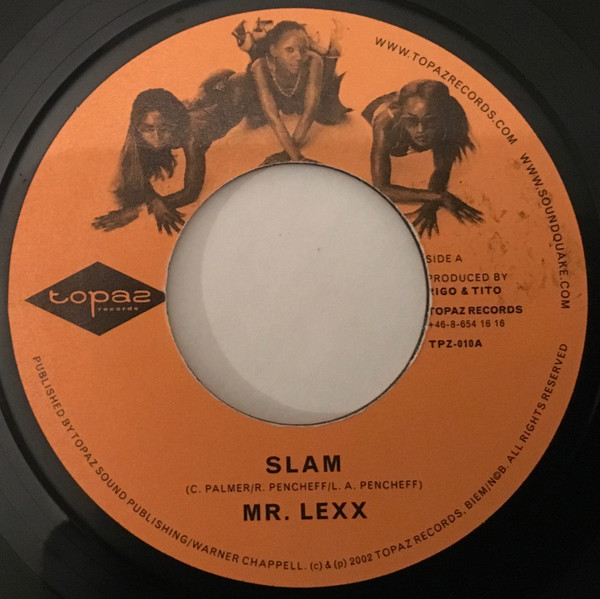 WWW.TOPAZRECORDS.COM
WWW.SOUNDQUAKE.COM
topaz
records
SIDE A
PRODUCED BY
RIGO & TITO
TOPAZ RECORDS
+46-8-654 16 16
TPZ-010A
SLAM
(C. PALMER/R. PENCHEFF/L. A. PENCHEFF)
MR. LEXX
PUBLISHED BY TOPAZ SOUND PUBLISHING/WARNER CHAPPELL. (c) & (p) 2002 TOPAZ RECORDS, BIEM/N©B. ALL RIGHTS RESERVED